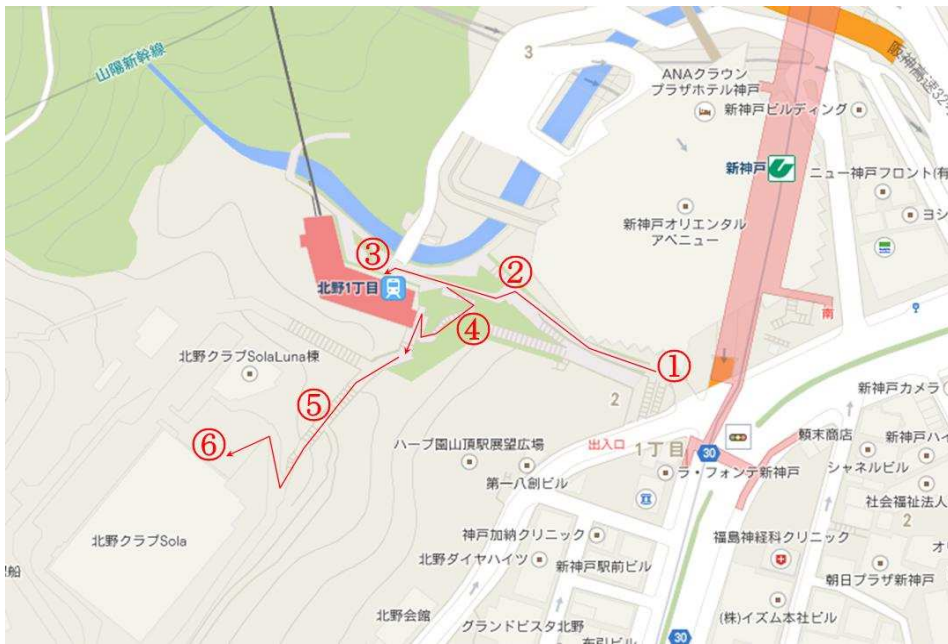 山陽新幹線
3
ANAクラウン
プラザホテル神戸
新神戸ビルディング
阪神高速32
新神戸
ニュー神戸フロント(有
ヨシ
新神戸オリエンタル
アベニュー
③
②
北野1丁目
④
南
①
北野クラブSolaLuna棟
⑤
2
新神戸カメラ
⑥
ハーブ園山頂駅展望広場
出入口
1丁目
30
頼末商店
新神戸ハイ
シャネルビル
第一八創ビル
ラ・フォンテ新神戸
社会福祉法人
2
北野クラブSola
神戸加納クリニック
福島神経科クリニック
北野ダイヤハイツ
新神戸駅前ビル
朝日プラザ新神戸
オ
船
北野会館
グランドビスタ北野
(株)イズム本社ビル
布引ビル
30